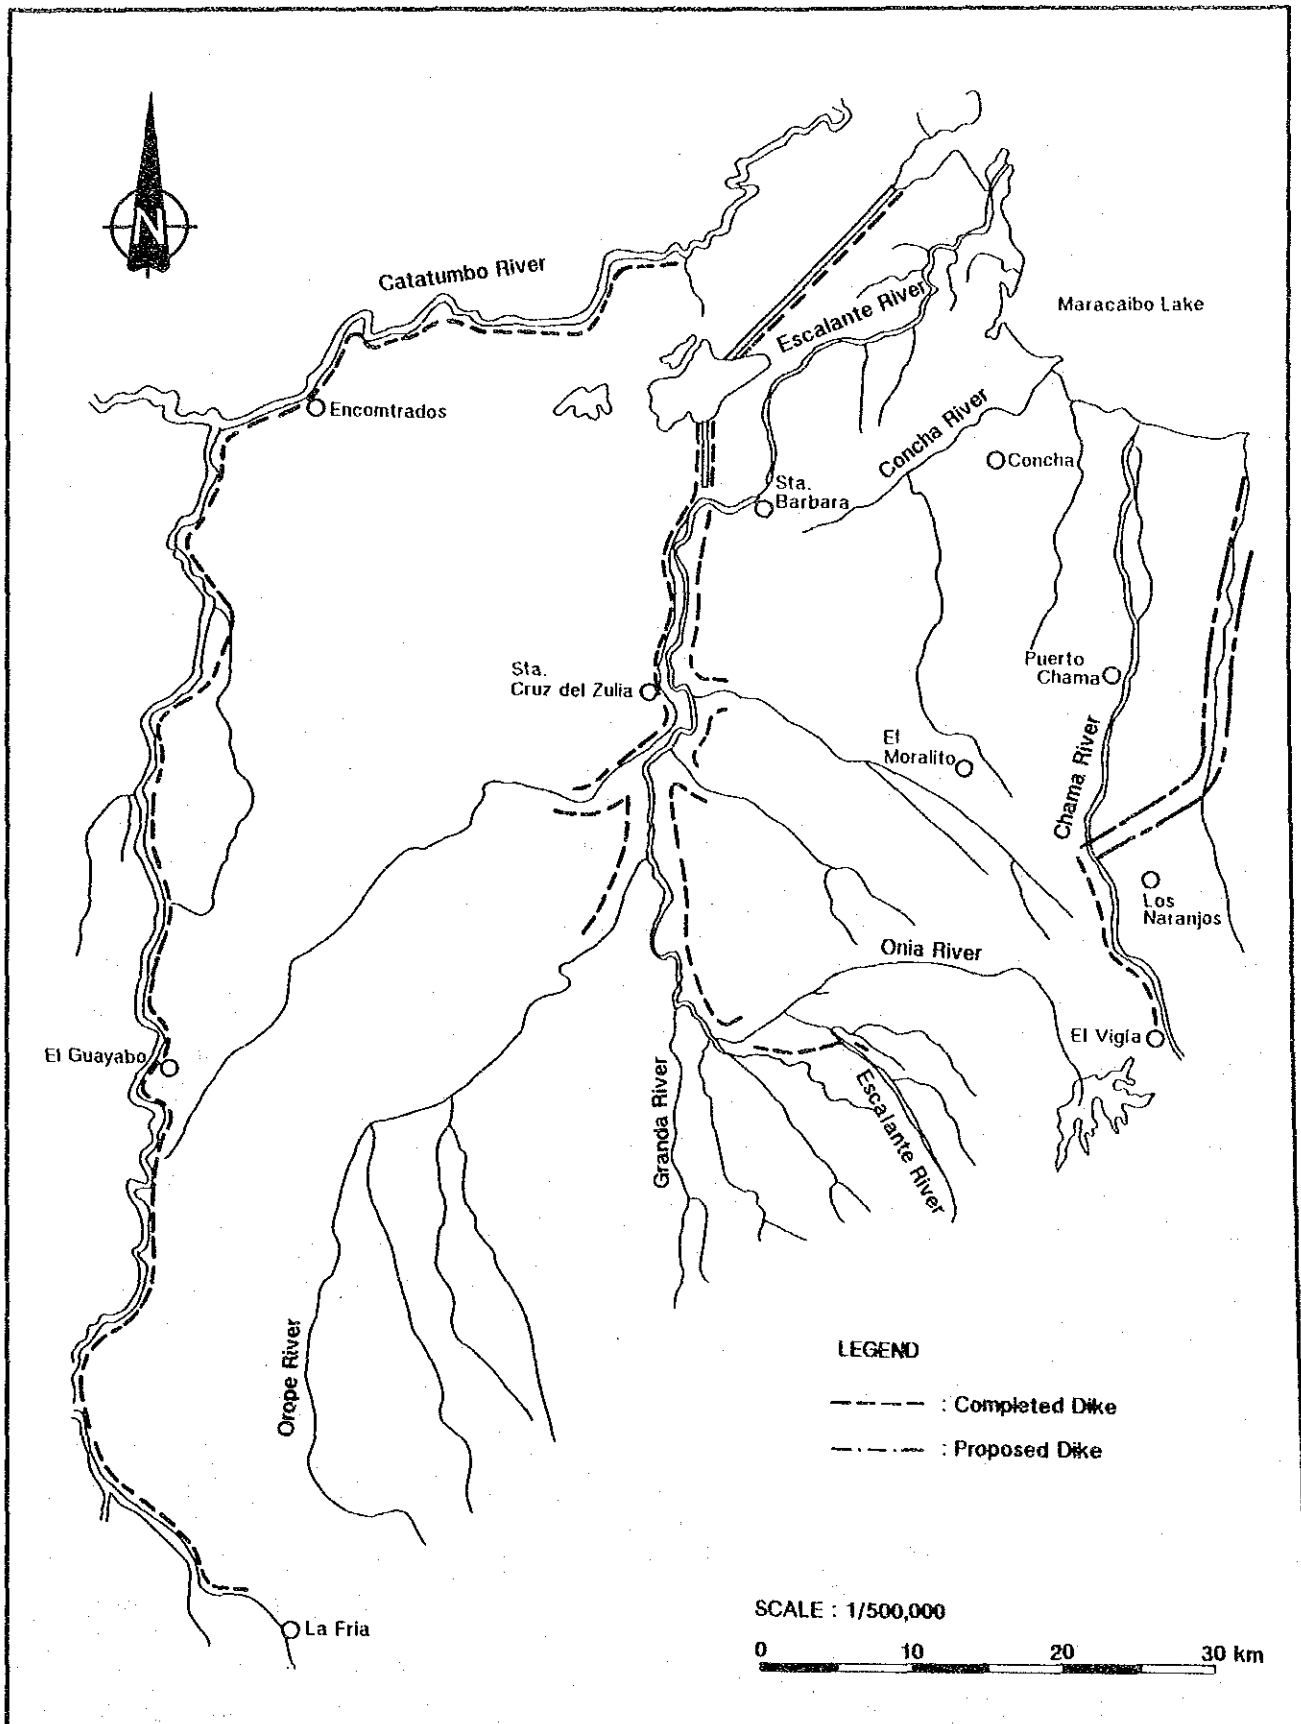 N
Catatumbo River
Escalante River
Maracaibo Lake
Encomtrados
Concha River
Concha
Sta.
Barbara
Sta.
Cruz del Zulia
Puerto
Chama
El
Moralito
Chama River
Los
Naranjos
Onia River
El Guayabo
El Vigía
Granda River
Escalante River
Orope River
LEGEND
: Completed Dike
: Proposed Dike
La Fria
SCALE : 1/500,000
0 10 20 30 km